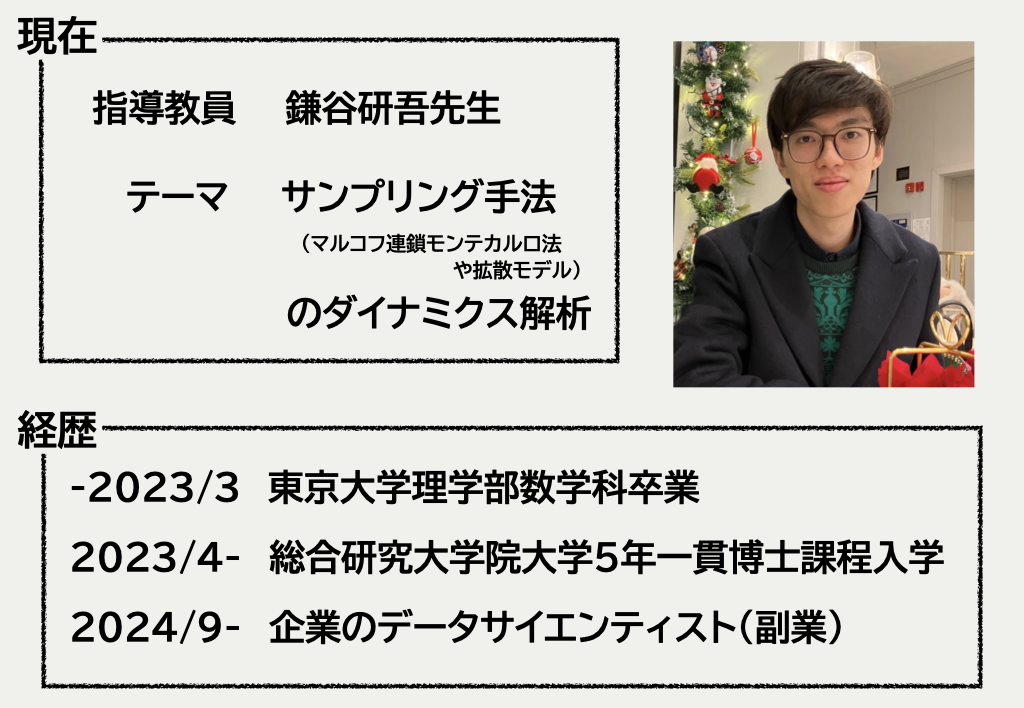 現在
指導教員 鎌谷研吾先生
テーマ サンプリング手法
（マルコフ連鎖モンテカルロ法
や拡散モデル）
のダイナミクス解析
経歴
-2023/3 東京大学理学部数学科卒業
2023/4- 総合研究大学院大学5年一貫博士課程入学
2024/9- 企業のデータサイエンティスト（副業）